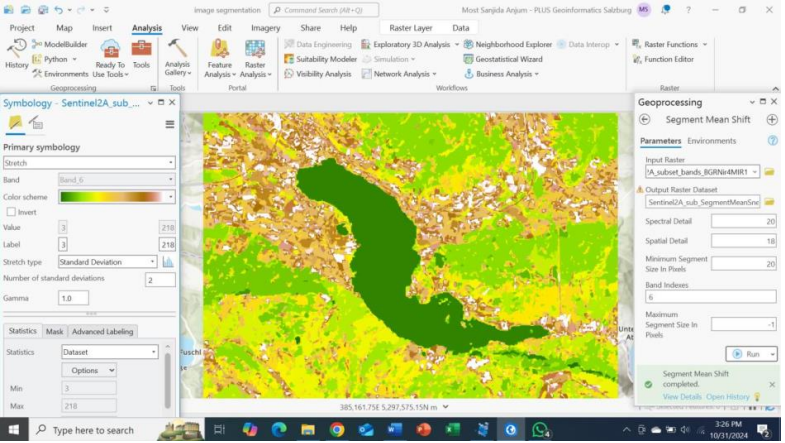 image segmentation
Command Search (Alt+Q)
Most Sanjida Anjum - PLUS Geoinformatics Salzburg
MS
?
Project Map Insert Analysis View Edit Imagery Share Help Raster Layer Data
History
ModelBuilder
Python
Environments
Ready To Use Tools
Tools
Analysis Gallery
Feature Analysis
Raster Analysis
Data Engineering
Suitability Modeler
Visibility Analysis
Exploratory 3D Analysis
Simulation
Network Analysis
Neighborhood Explorer
Geostatistical Wizard
Business Analysis
Data Interop
Raster Functions
Function Editor
Geoprocessing Tools Portal Workflows Raster
Symbology - Sentinel2A_sub_...
Primary symbology
Stretch
Band Band_6
Color scheme
Invert
Value 3 218
Label 3 218
Stretch type Standard Deviation
Number of standard deviations 2
Gamma 1.0
Statistics Mask Advanced Labeling
Statistics Dataset
Options
Min 3
Max 218
Fuschl
385,161.75E 5,297,575.15N m
Geoprocessing
Segment Mean Shift
Parameters Environments
Input Raster
A_subset_bands_BGRNir4MIR1
Output Raster Dataset
Sentinel2A_sub_SegmentMeanSne
Spectral Detail 20
Spatial Detail 18
Minimum Segment Size In Pixels 20
Band Indexes
6
Maximum Segment Size In Pixels -1
Run
Segment Mean Shift completed.
View Details Open History
Type here to search
3:26 PM
10/31/2024